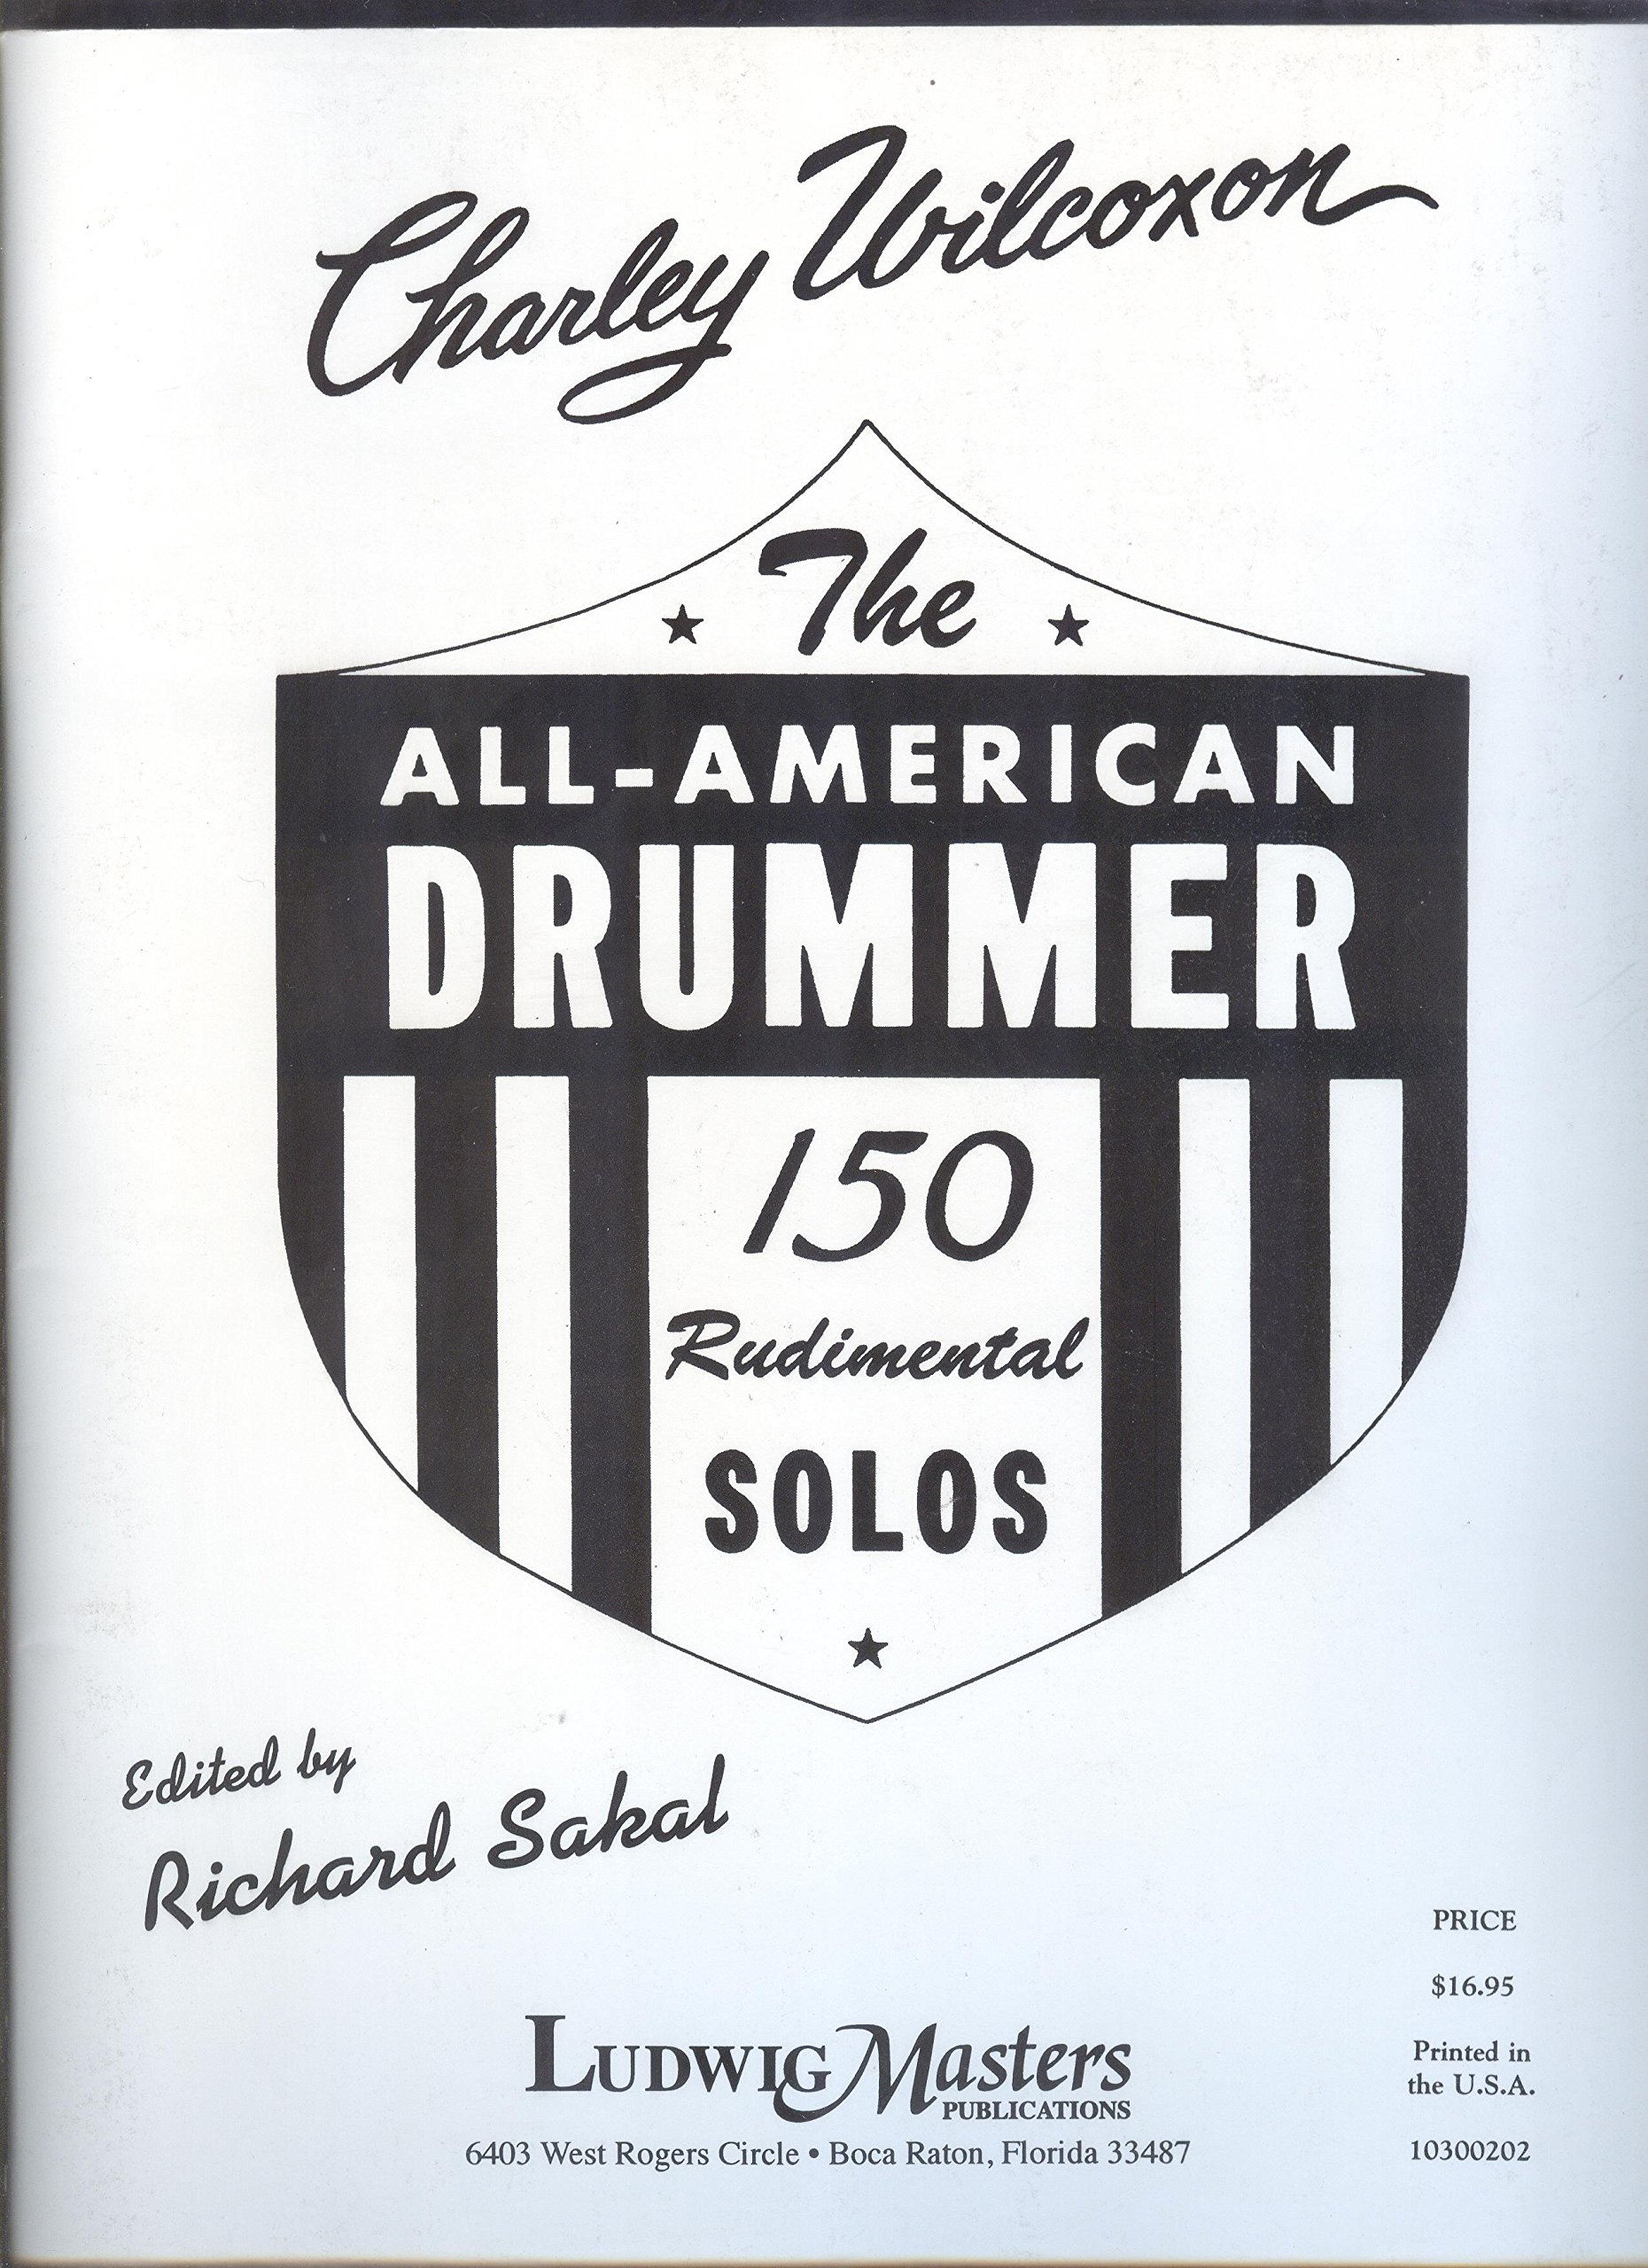 Charley Wilcoxon
The
ALL-AMERICAN
DRUMMER
150
Rudimental
SOLOS
Edited by
Richard Sakal
PRICE
$16.95
Printed in
the U.S.A.
10300202
LUDWIG Masters
PUBLICATIONS
6403 West Rogers Circle • Boca Raton, Florida 33487